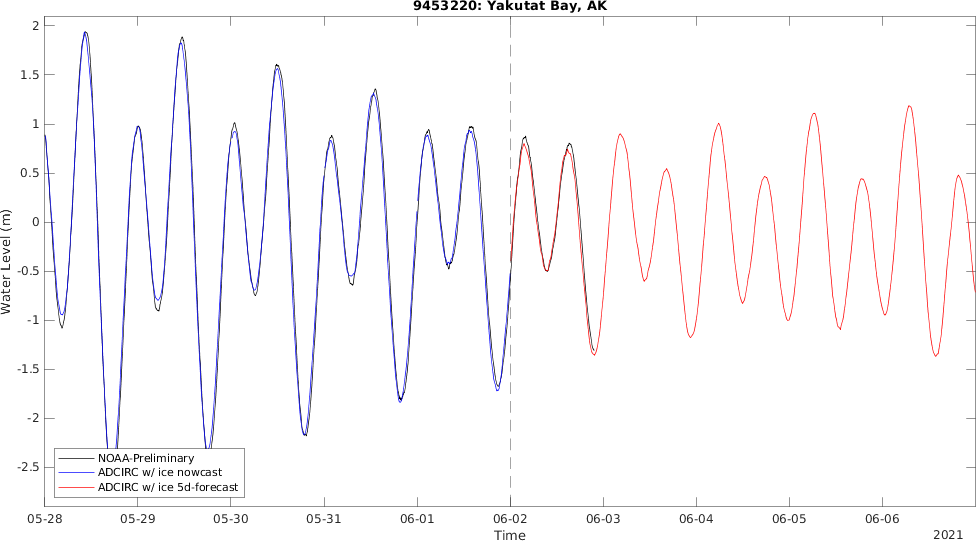 9453220: Yakutat Bay, AK
2
1.5
1
0.5
0
-0.5
-1
-1.5
-2
-2.5
Water Level (m)
NOAA-Preliminary
ADCIRC w/ ice nowcast
ADCIRC w/ ice 5d-forecast
05-28 05-29 05-30 05-31 06-01 06-02 06-03 06-04 06-05 06-06
Time
2021